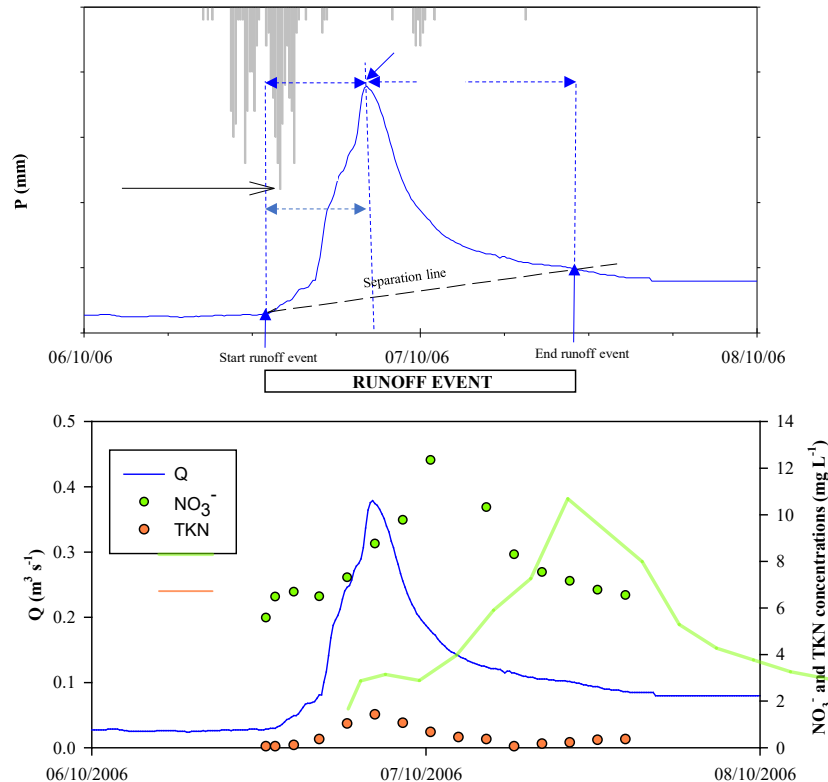 P (mm)
Separation line
06/10/06
07/10/06
08/10/06
Start runoff event
End runoff event
RUNOFF EVENT
0.5
0.4
0.3
0.2
0.1
0.0
Q (m³ s⁻¹)
Q
NO₃⁻
TKN
14
12
10
8
6
4
2
0
NO₃⁻ and TKN concentrations (mg L⁻¹)
06/10/2006
07/10/2006
08/10/2006